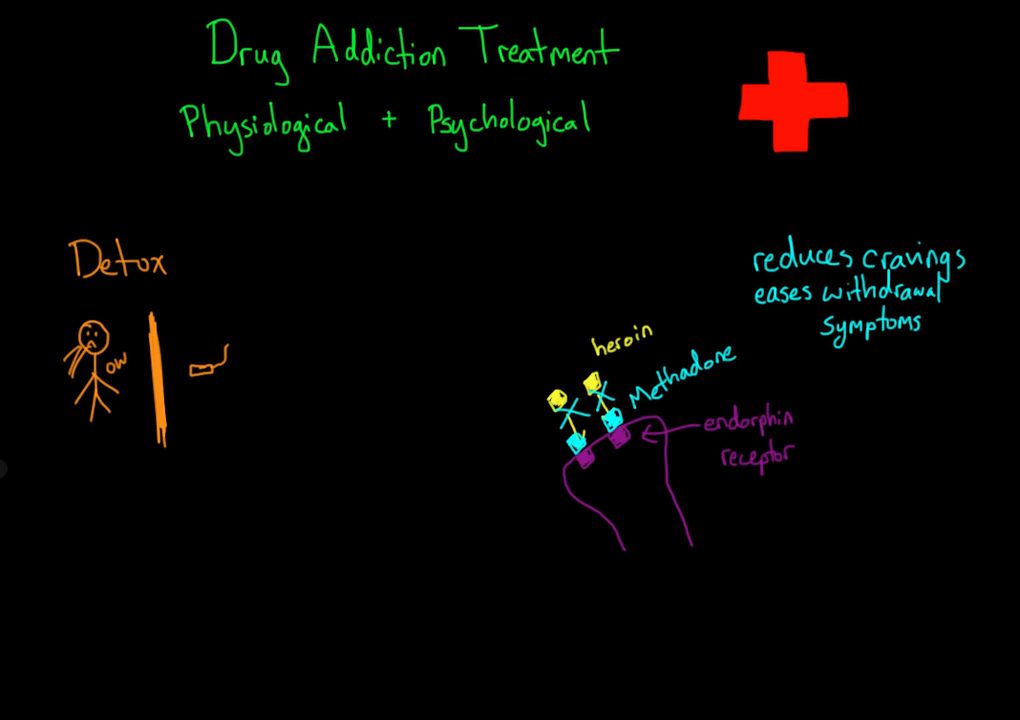 Drug Addiction Treatment
Physiological + Psychological
Detox
ow
reduces cravings
eases withdrawal
symptoms
heroin
Methadone
endorphin
receptor